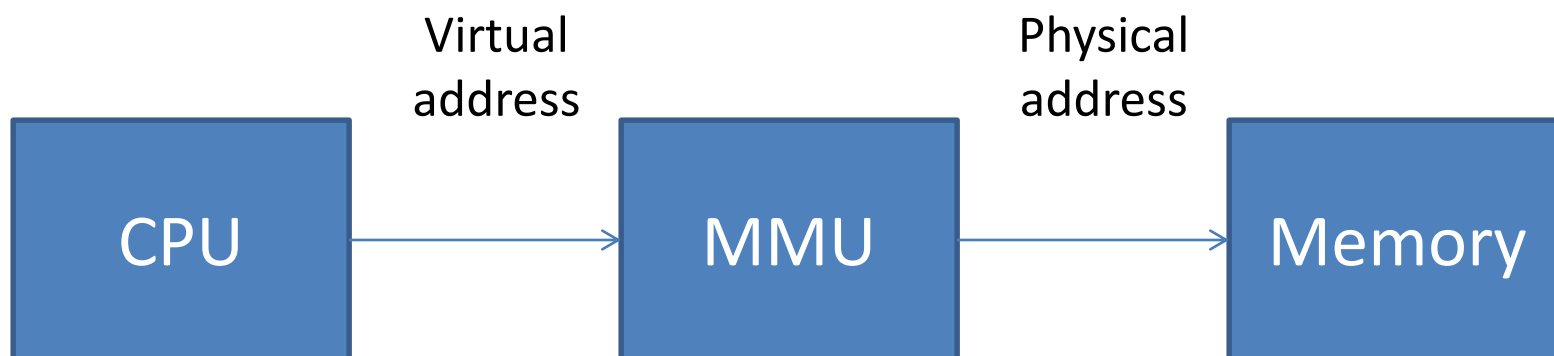 Virtual
address
Physical
address
CPU
MMU
Memory